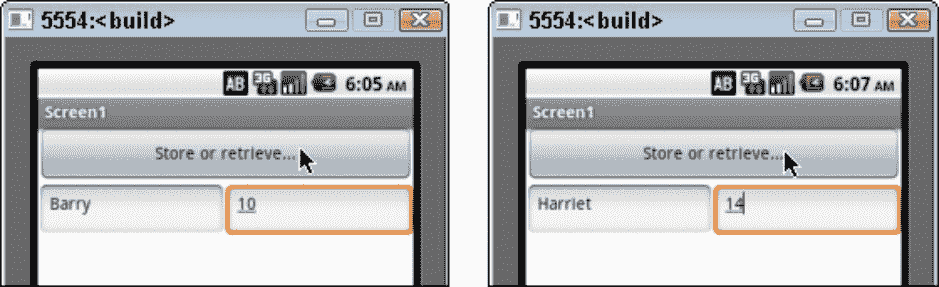 5554:<build>
AB 3G 6:05 AM
Screen1
Store or retrieve...
Barry 10
5554:<build>
AB 3G 6:07 AM
Screen1
Store or retrieve...
Harriet 14